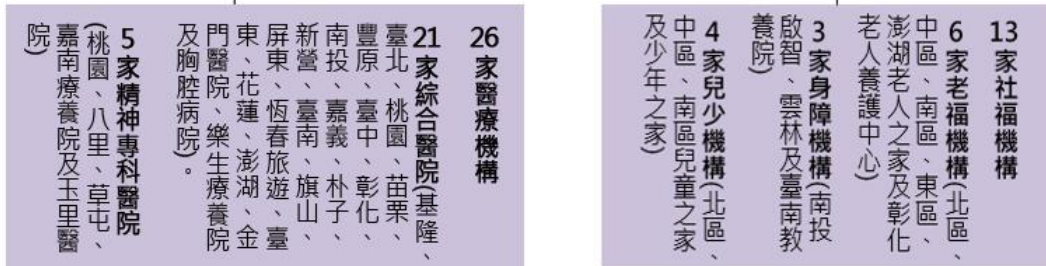 26家醫療機構
21家綜合醫院(基隆、
臺北、桃園、苗栗、
豐原、臺中、彰化、
南投、嘉義、朴子、
新營、臺南、旗山、
屏東、恆春旅遊、臺
東、花蓮、澎湖、金
門醫院、樂生療養院
及胸腔病院)。
5家精神專科醫院
(桃園、八里、草屯、
嘉南療養院及玉里醫
院)
13家社福機構
6家老福機構(北區、
中區、南區、東區、
澎湖老人之家及彰化
老人養護中心)
3家身障機構(南投
啟智、雲林及臺南教
養院)
4家兒少機構(北區、
中區、南區兒童之家
及少年之家)